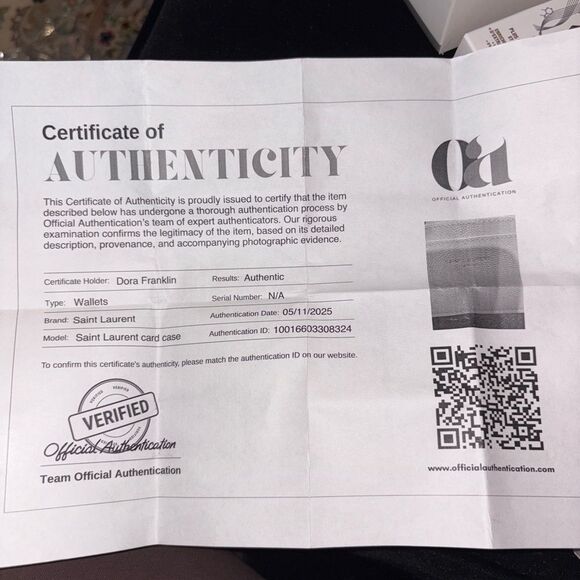 Certificate of
AUTHENTICITY
This Certificate of Authenticity is proudly issued to certify that the item
described below has undergone a thorough authentication process by
Official Authentication's team of expert authenticators. Our rigorous
examination confirms the legitimacy of the item, based on its detailed
description, provenance, and accompanying photographic evidence.
Certificate Holder: Dora Franklin
Results: Authentic
Type: Wallets
Serial Number: N/A
Brand: Saint Laurent
Authentication Date: 05/11/2025
Model: Saint Laurent card case
Authentication ID: 10016603308324
To confirm this certificate's authenticity, please match the authentication ID on our website.
VERIFIED
VERIFIED
VERIFIED
Official Authentication
Team Official Authentication
oa
OFFICIAL AUTHENTICATION
www.officialauthentication.com